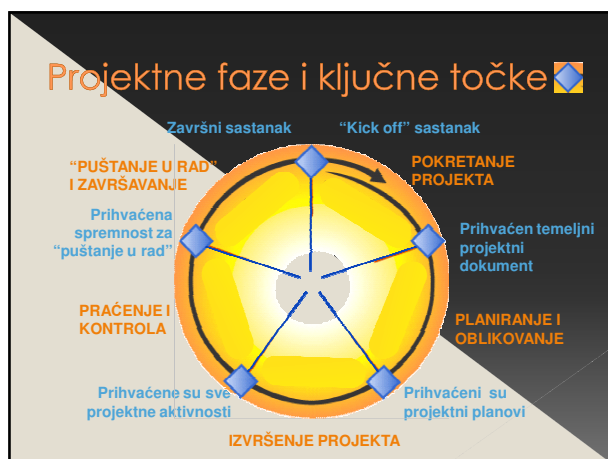 Projektne faze i ključne točke
Završni sastanak
“Kick off” sastanak
“PUŠTANJE U RAD”
I ZAVRŠAVANJE
POKRETANJE
PROJEKTA
Prihvaćena
spremnost za
“puštanje u rad”
Prihvaćen temeljni
projektni
dokument
PRAĆENJE I
KONTROLA
PLANIRANJE I
OBLIKOVANJE
Prihvaćene su sve
projektne aktivnosti
Prihvaćeni su
projektni planovi
IZVRŠENJE PROJEKTA